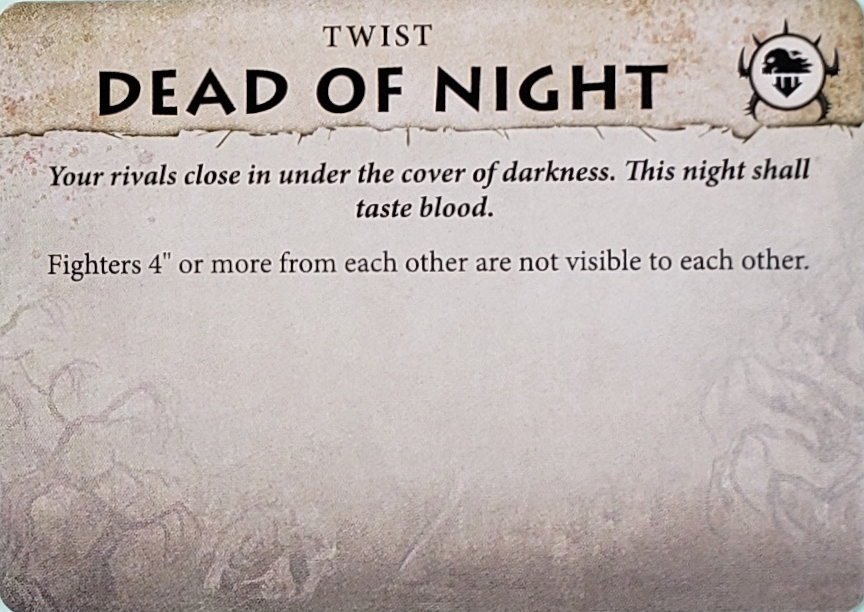 TWIST
DEAD OF NIGHT
Your rivals close in under the cover of darkness. This night shall
taste blood.
Fighters 4" or more from each other are not visible to each other.